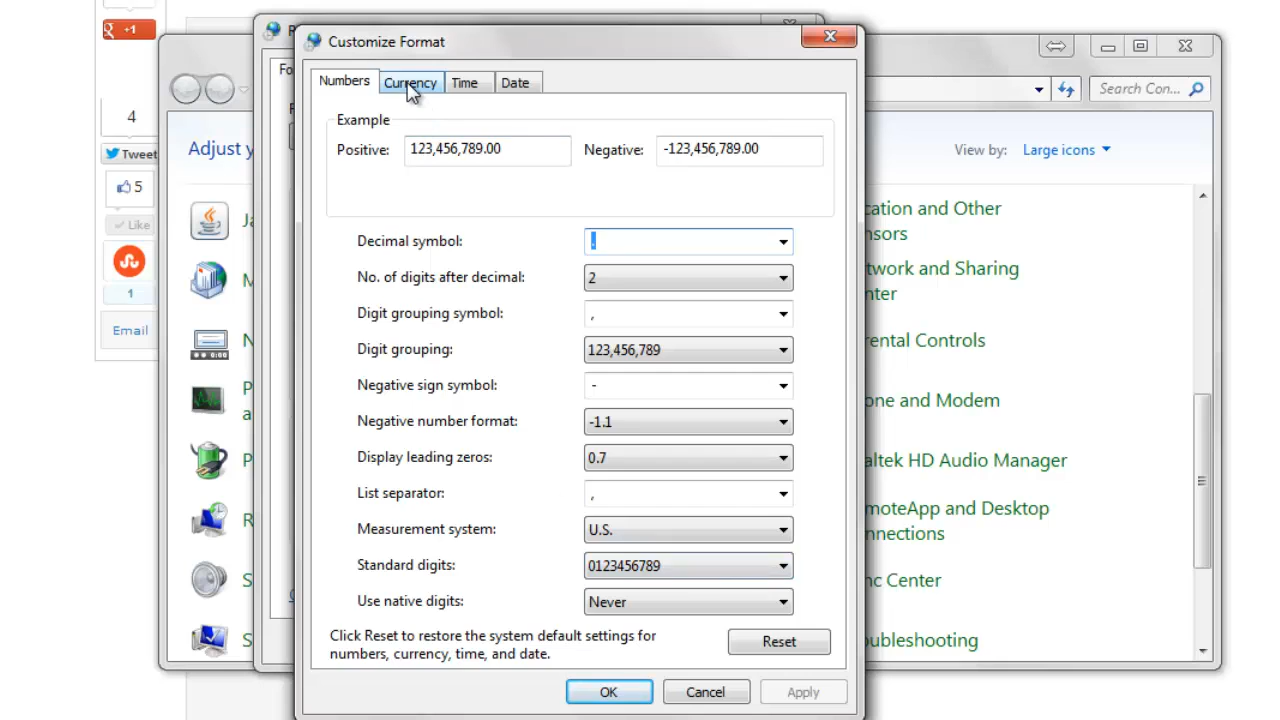 +1
4
Tweet
5
Like
1
Email
Adjust y
View by: Large icons
Search Con...
Customize Format
Numbers
Currency
Time
Date
Example
Positive: 123,456,789.00
Negative: -123,456,789.00
Decimal symbol: .
No. of digits after decimal: 2
Digit grouping symbol: ,
Digit grouping: 123,456,789
Negative sign symbol: -
Negative number format: -1.1
Display leading zeros: 0.7
List separator: ,
Measurement system: U.S.
Standard digits: 0123456789
Use native digits: Never
Click Reset to restore the system default settings for
numbers, currency, time, and date.
Reset
OK
Cancel
Apply
Ja
M
N
P
a
P
R
S
S
cation and Other
nsors
twork and Sharing
nter
rental Controls
one and Modem
altek HD Audio Manager
moteApp and Desktop
nnections
nc Center
oubleshooting